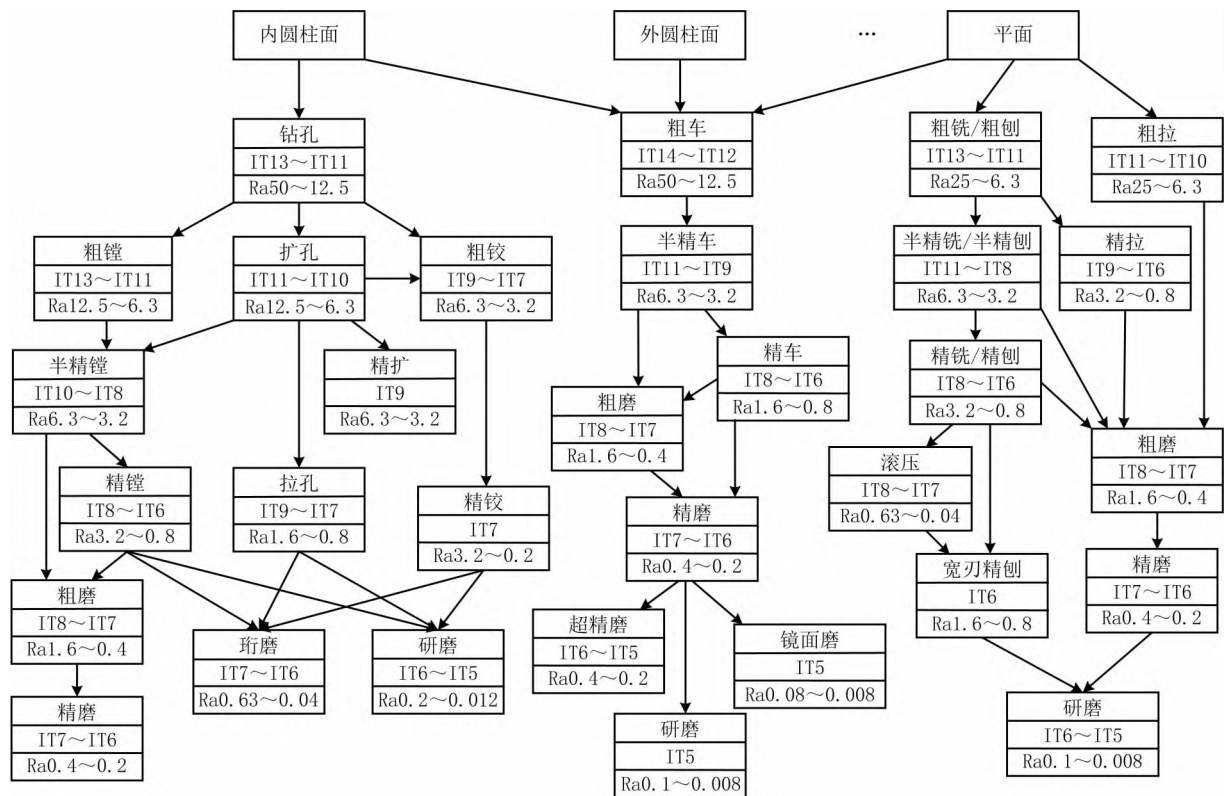 内圆柱面
外圆柱面
…
平面
钻孔
IT13～IT11
Ra50～12.5
粗车
IT14～IT12
Ra50～12.5
粗铣/粗刨
IT13～IT11
Ra25～6.3
粗拉
IT11～IT10
Ra25～6.3
粗镗
IT13～IT11
Ra12.5～6.3
扩孔
IT11～IT10
Ra12.5～6.3
粗铰
IT9～IT7
Ra6.3～3.2
半精车
IT11～IT9
Ra6.3～3.2
半精铣/半精刨
IT11～IT8
Ra6.3～3.2
精拉
IT9～IT6
Ra3.2～0.8
半精镗
IT10～IT8
Ra6.3～3.2
精扩
IT9
Ra6.3～3.2
精车
IT8～IT6
Ra1.6～0.8
精铣/精刨
IT8～IT6
Ra3.2～0.8
粗磨
IT8～IT7
Ra1.6～0.4
粗磨
IT8～IT7
Ra1.6～0.4
滚压
IT8～IT7
Ra0.63～0.04
精镗
IT8～IT6
Ra3.2～0.8
拉孔
IT9～IT7
Ra1.6～0.8
精铰
IT7
Ra3.2～0.2
精磨
IT7～IT6
Ra0.4～0.2
宽刃精刨
IT6
Ra1.6～0.8
精磨
IT7～IT6
Ra0.4～0.2
粗磨
IT8～IT7
Ra1.6～0.4
珩磨
IT7～IT6
Ra0.63～0.04
研磨
IT6～IT5
Ra0.2～0.012
超精磨
IT6～IT5
Ra0.4～0.2
镜面磨
IT5
Ra0.08～0.008
精磨
IT7～IT6
Ra0.4～0.2
研磨
IT5
Ra0.1～0.008
研磨
IT6～IT5
Ra0.1～0.008